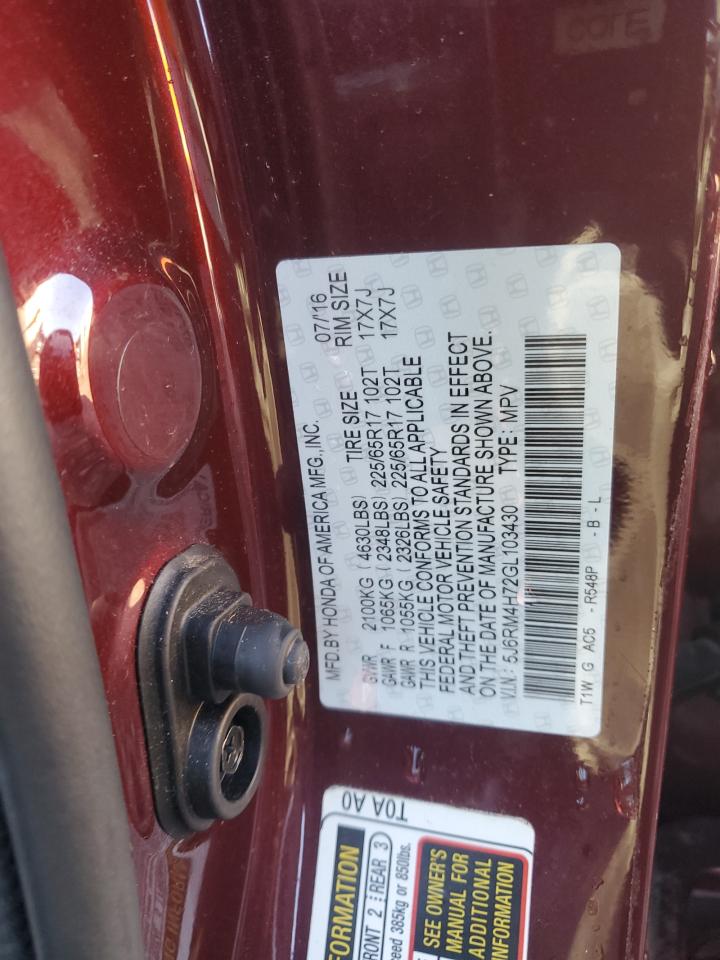 MFD.BY HONDA OF AMERICA MFG.,INC. 07/16
GVWR 2100KG (4630LBS) TIRE SIZE RIM SIZE
GAWR F 1065KG (2348LBS) 225/65R17 102T 17X7J
GAWR R 1055KG (2326LBS) 225/65R17 102T 17X7J
THIS VEHICLE CONFORMS TO ALL APPLICABLE
FEDERAL MOTOR VEHICLE SAFETY
AND THEFT PREVENTION STANDARDS IN EFFECT
ON THE DATE OF MANUFACTURE SHOWN ABOVE.
V.I.N.: 5J6RM4H72GL103430 TYPE: MPV
T1W G AC5 -R548P -B-L
T0A A0
FORMATION
FRONT 2 REAR 3
exceed 385kg or 850lbs.
SEE OWNER'S
MANUAL FOR
ADDITIONAL
INFORMATION